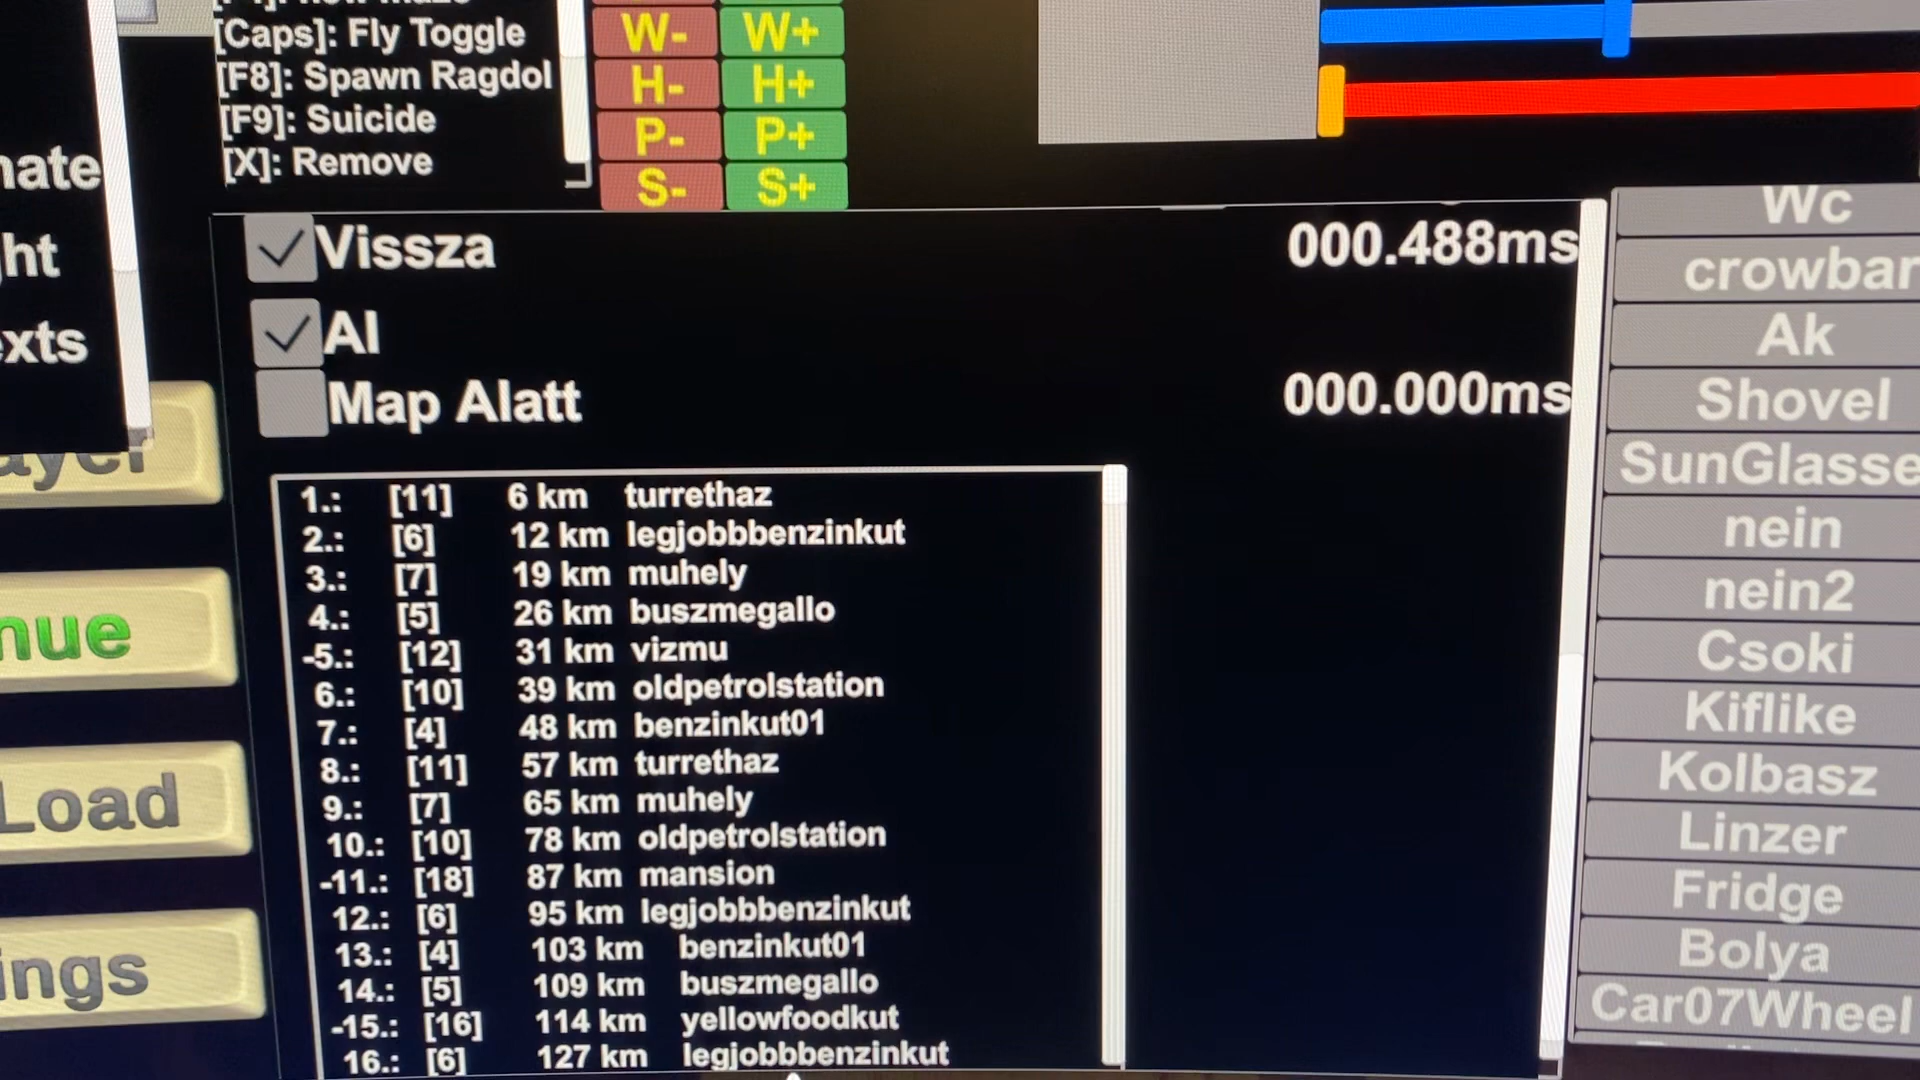 [Caps]: Fly Toggle
[F8]: Spawn Ragdol
[F9]: Suicide
[X]: Remove
W- W+
H- H+
P- P+
S- S+
Vissza 000.488ms
AI
Map Alatt 000.000ms
1.: [11] 6 km turrethaz
2.: [6] 12 km legjobbbenzinkut
3.: [7] 19 km muhely
4.: [5] 26 km buszmegallo
-5.: [12] 31 km vizmu
6.: [10] 39 km oldpetrolstation
7.: [4] 48 km benzinkut01
8.: [11] 57 km turrethaz
9.: [7] 65 km muhely
10.: [10] 78 km oldpetrolstation
-11.: [18] 87 km mansion
12.: [6] 95 km legjobbbenzinkut
13.: [4] 103 km benzinkut01
14.: [5] 109 km buszmegallo
-15.: [16] 114 km yellowfoodkut
16.: [6] 127 km legjobbbenzinkut
nate
ht
exts
ayer
nue
Load
ings
Wc
crowbar
Ak
Shovel
SunGlasse
nein
nein2
Csoki
Kiflike
Kolbasz
Linzer
Fridge
Bolya
Car07Wheel